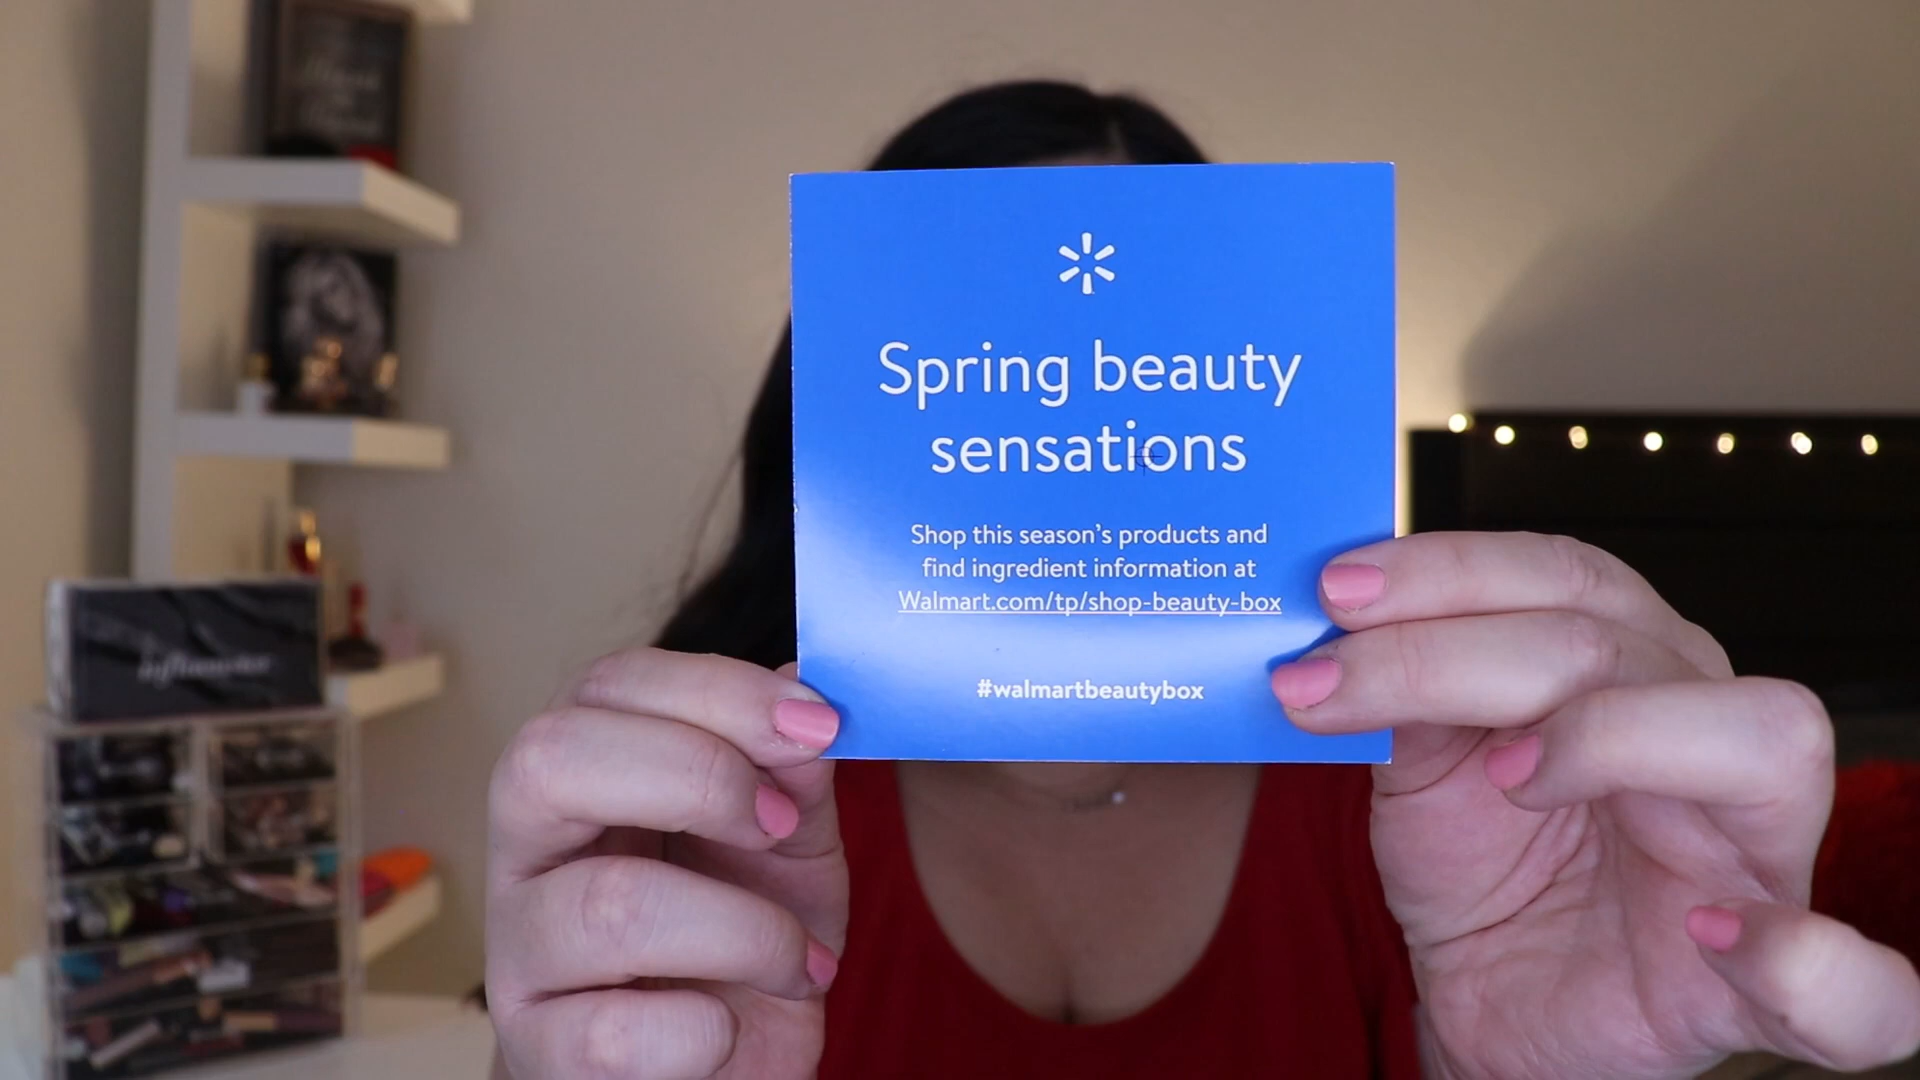 Spring beauty
sensations
Shop this season's products and
find ingredient information at
Walmart.com/tp/shop-beauty-box
#walmartbeautybox